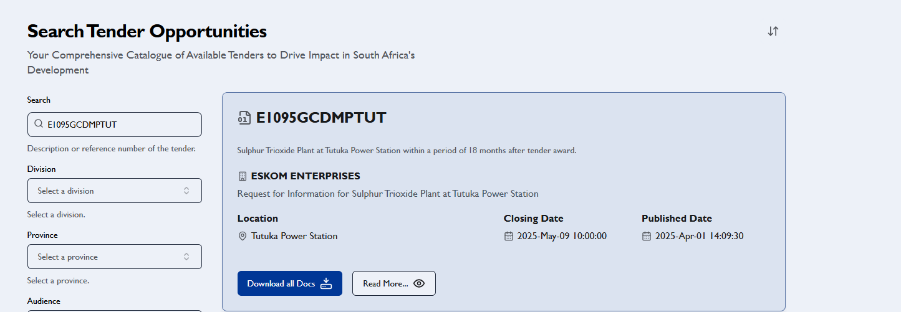 Search Tender Opportunities
Your Comprehensive Catalogue of Available Tenders to Drive Impact in South Africa's
Development
Search
E1095GCDMPTUT
Description or reference number of the tender.
Division
Select a division
Select a division.
Province
Select a province
Select a province.
Audience
E1095GCDMPTUT
Sulphur Trioxide Plant at Tutuka Power Station within a period of 18 months after tender award.
ESKOM ENTERPRISES
Request for Information for Sulphur Trioxide Plant at Tutuka Power Station
Location
Tutuka Power Station
Closing Date
2025-May-09 10:00:00
Published Date
2025-Apr-01 14:09:30
Download all Docs
Read More...